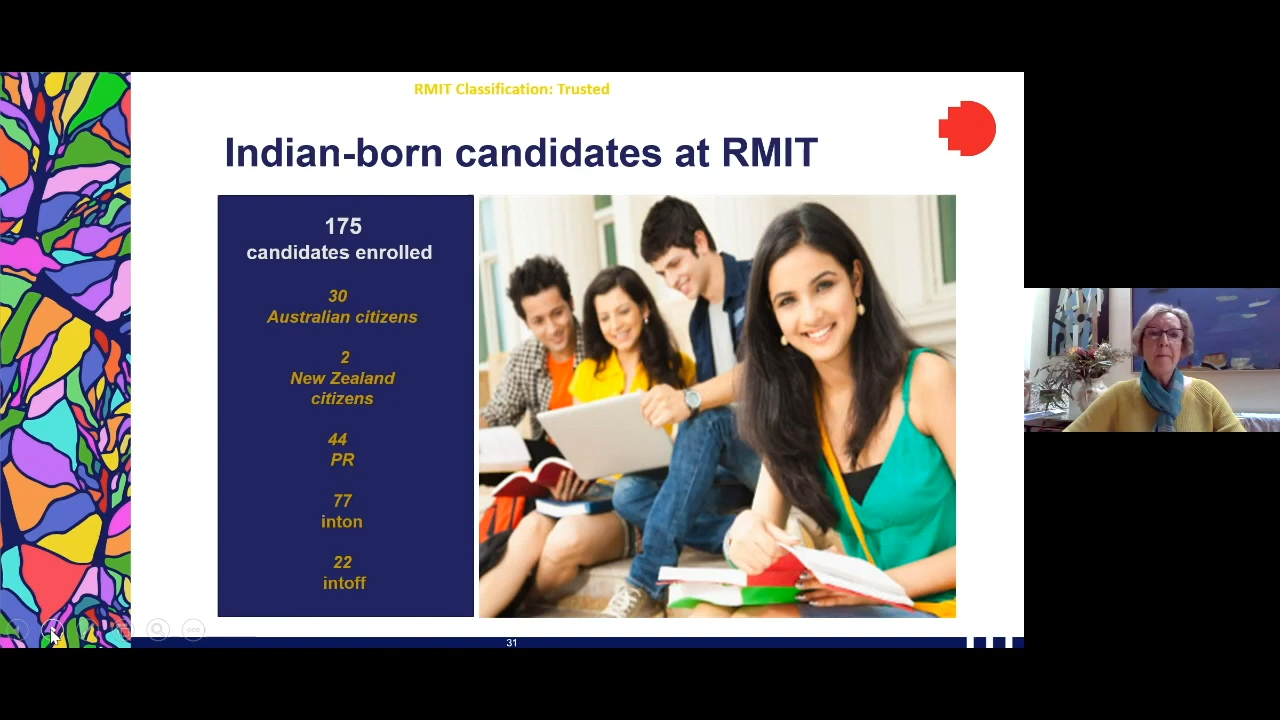 RMIT Classification: Trusted
Indian-born candidates at RMIT
175
candidates enrolled
30
Australian citizens
2
New Zealand
citizens
44
PR
77
inton
22
intoff
31